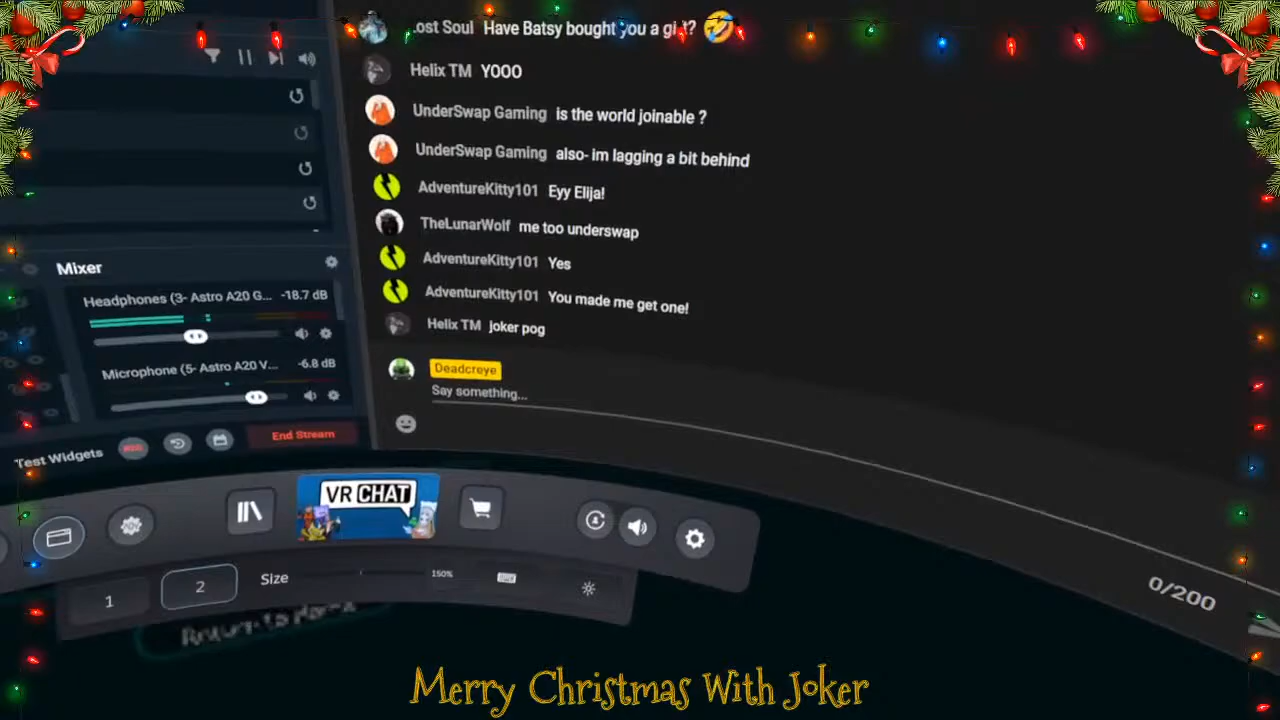 .ost Soul Have Batsy bought you a gift? 🤣
Helix TM YOOO
UnderSwap Gaming is the world joinable ?
UnderSwap Gaming also- im lagging a bit behind
AdventureKitty101 Eyy Elija!
TheLunarWolf me too underswap
AdventureKitty101 Yes
AdventureKitty101 You made me get one!
Helix TM joker pog
Deadcreye
Say something...
0/200
Mixer
Headphones (3- Astro A20 G... -18.7 dB
Microphone (5- Astro A20 V... -6.8 dB
Test Widgets
REC
End Stream
VR CHAT
1
2
Size
150%
Merry Christmas With Joker